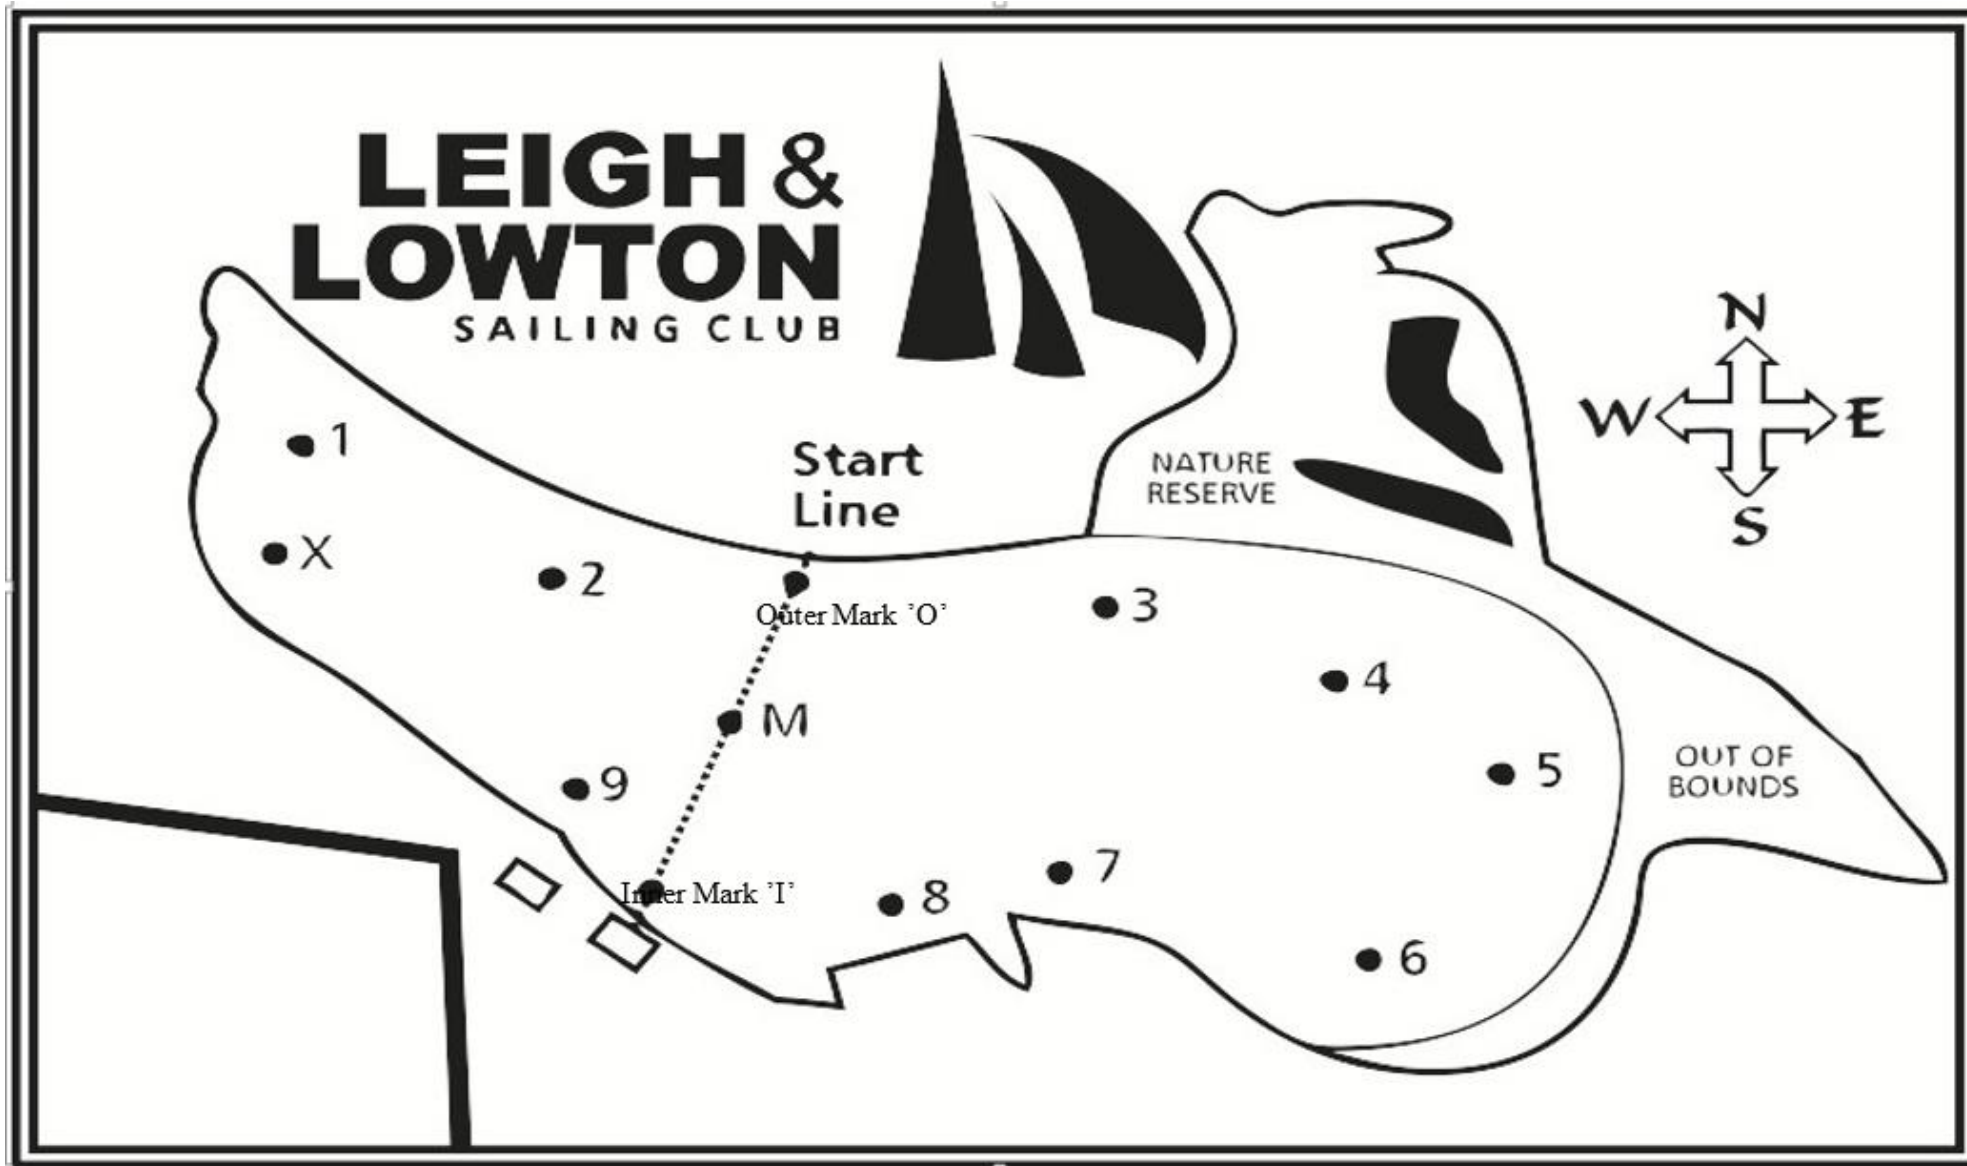 LEIGH &
LOWTON
SAILING CLUB
N
W
E
S
1
Start
Line
NATURE
RESERVE
X
2
Outer Mark 'O'
3
4
M
5
OUT OF
BOUNDS
9
Inner Mark 'I'
8
7
6